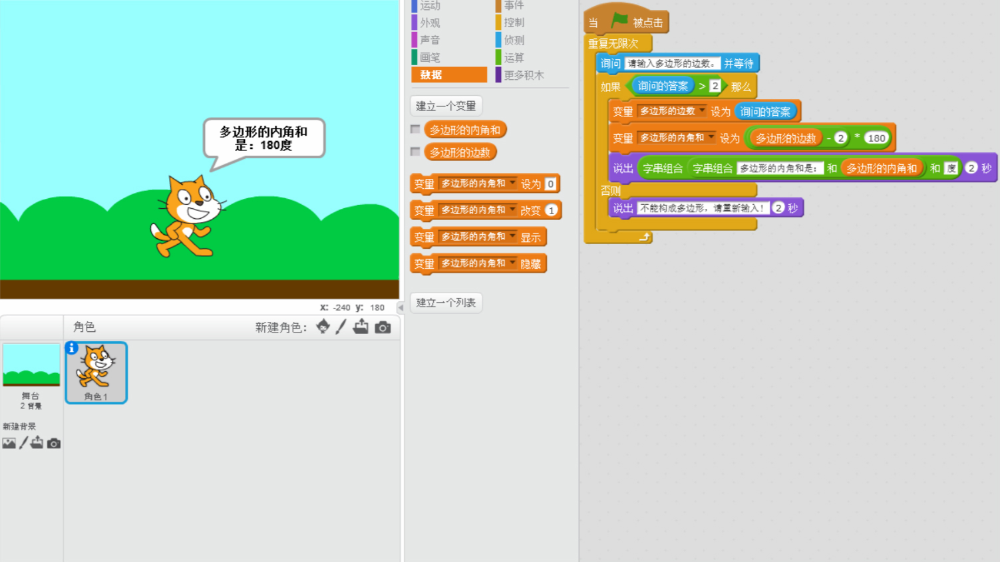 多边形的内角和
是：180度
x: -240 y: 180
角色
新建角色：
舞台
2 背景
新建背景
角色1
运动
事件
外观
控制
声音
侦测
画笔
运算
数据
更多积木
建立一个变量
多边形的内角和
多边形的边数
变量 多边形的内角和 设为 0
变量 多边形的内角和 改变 1
变量 多边形的内角和 显示
变量 多边形的内角和 隐藏
建立一个列表
当 被点击
重复无限次
询问 请输入多边形的边数。 并等待
如果 询问的答案 > 2 那么
变量 多边形的边数 设为 询问的答案
变量 多边形的内角和 设为 多边形的边数 - 2 * 180
说出 字串组合 字串组合 多边形的内角和是： 和 多边形的内角和 和 度 2 秒
否则
说出 不能构成多边形，请重新输入！ 2 秒